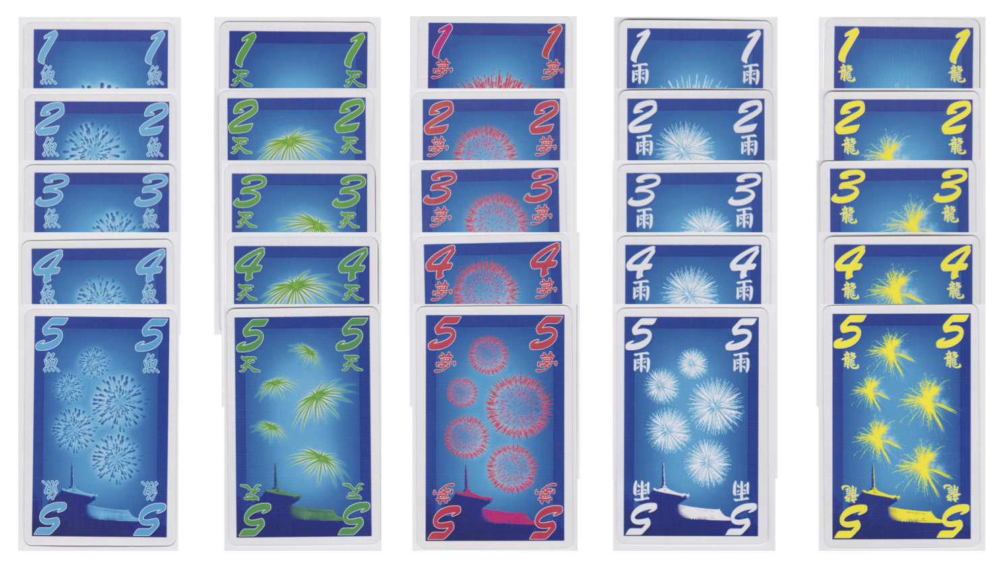 1 1 1 1 1 1 1 1 1 1
魚 魚 天 天 夢 夢 雨 雨 龍 龍
2 2 2 2 2 2 2 2 2 2
魚 魚 天 天 夢 夢 雨 雨 龍 龍
3 3 3 3 3 3 3 3 3 3
魚 魚 天 天 夢 夢 雨 雨 龍 龍
4 4 4 4 4 4 4 4 4 4
魚 魚 天 天 夢 夢 雨 雨 龍 龍
5 5 5 5 5 5 5 5 5 5
魚 魚 天 天 夢 夢 雨 雨 龍 龍
魚 魚 天 天 夢 夢 雨 雨 龍 龍
5 5 5 5 5 5 5 5 5 5